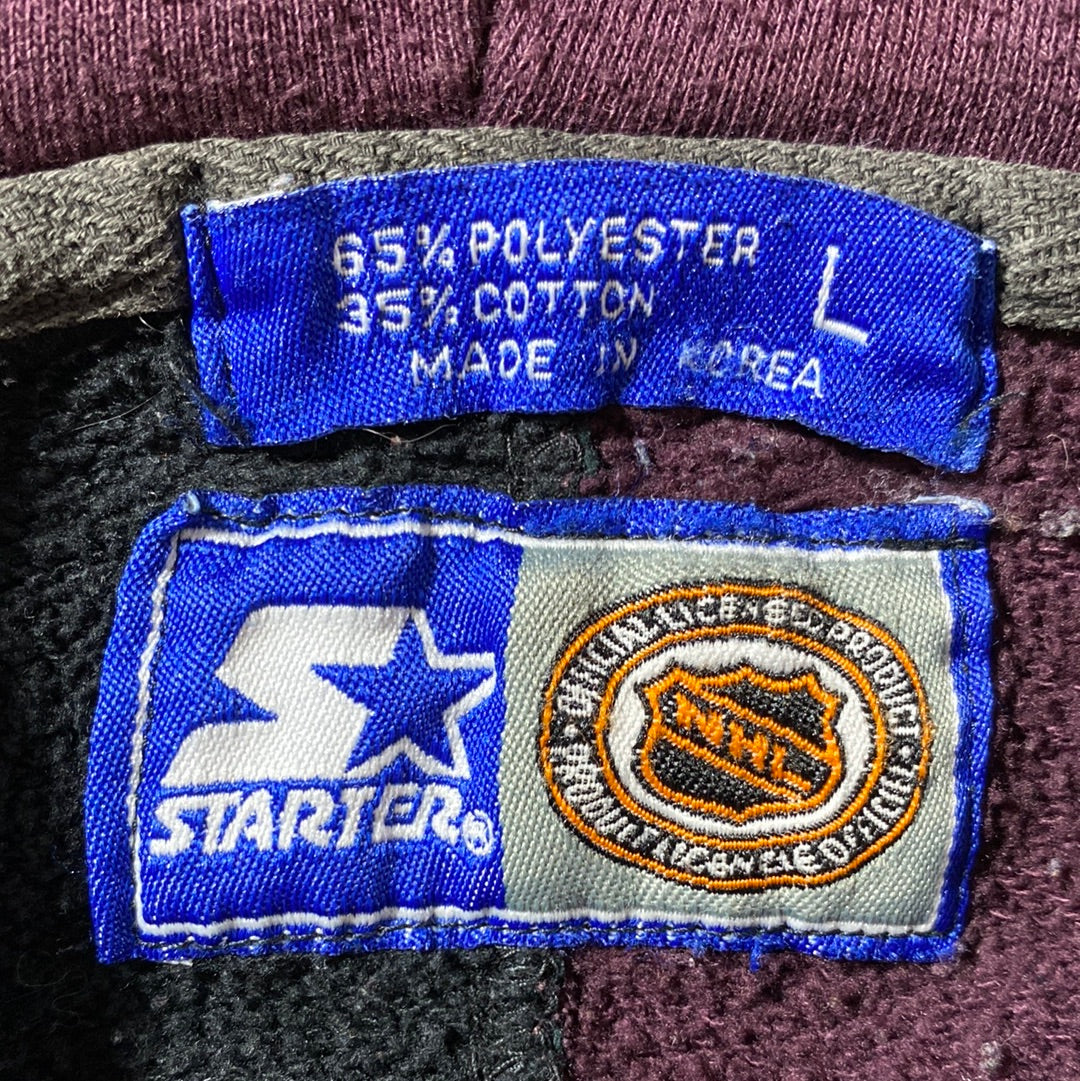 65% POLYESTER
35% COTTON
MADE IN KOREA
L
STARTER®
NHL